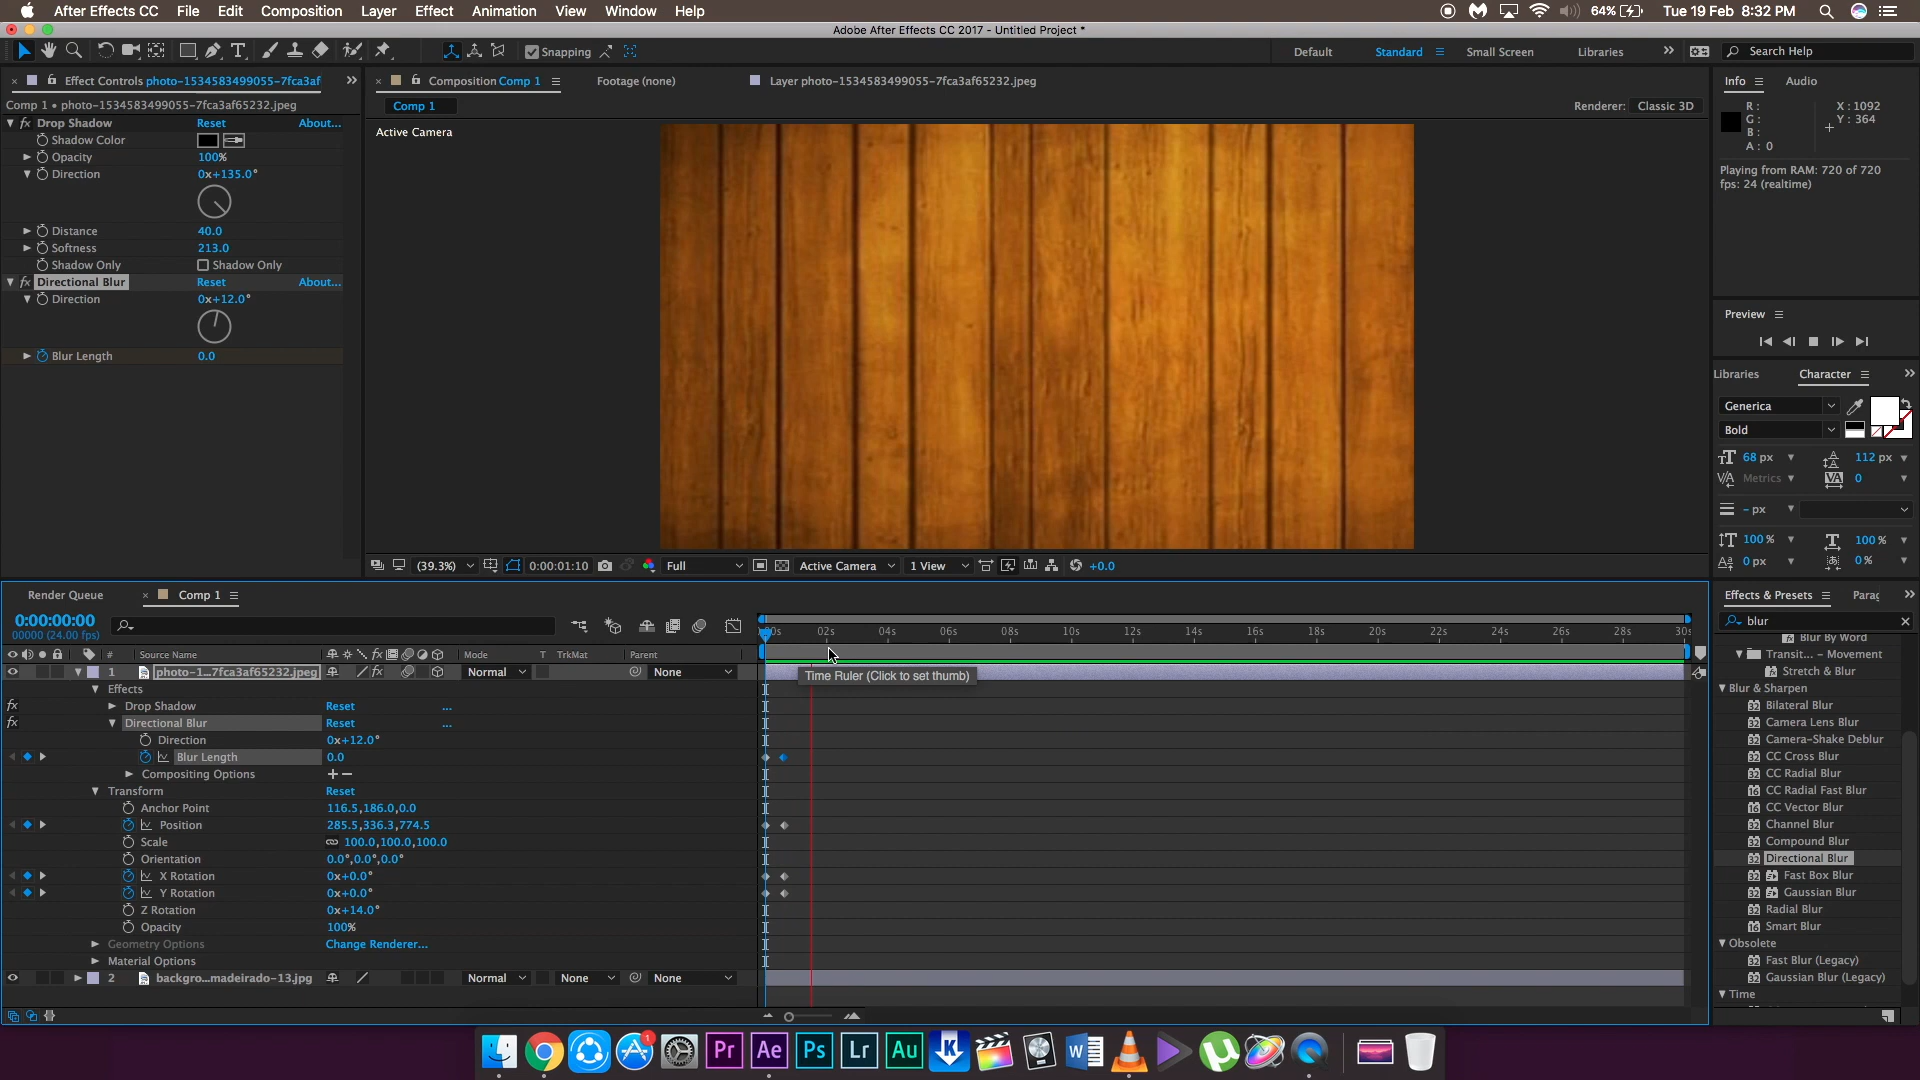 After Effects CC File Edit Composition Layer Effect Animation View Window Help 64% Tue 19 Feb 8:32 PM
Adobe After Effects CC 2017 - Untitled Project *
Snapping Default Standard Small Screen Libraries Search Help
Effect Controls photo-1534583499055-7fca3af
Composition Comp 1 Footage (none) Layer photo-1534583499055-7fca3af65232.jpeg
Info Audio
Comp 1 • photo-1534583499055-7fca3af65232.jpeg
Comp 1
Renderer: Classic 3D
R: X : 1092
G: Y : 364
B:
A : 0
Active Camera
Drop Shadow Reset About...
Shadow Color
Opacity 100%
Direction 0x+135.0°
Distance 40.0
Softness 213.0
Shadow Only Shadow Only
Directional Blur Reset About...
Direction 0x+12.0°
Blur Length 0.0
Playing from RAM: 720 of 720
fps: 24 (realtime)
Preview
Libraries Character
Generica
Bold
68 px 112 px
Metrics 0
- px
100 % 100 %
0 px 0 %
(39.3%) 0:00:01:10 Full Active Camera 1 View +0.0
Render Queue Comp 1
0:00:00:00
00000 (24.00 fps)
00s 02s 04s 06s 08s 10s 12s 14s 16s 18s 20s 22s 24s 26s 28s 30s
# Source Name Mode T TrkMat Parent
1 photo-1...7fca3af65232.jpeg Normal None
Time Ruler (Click to set thumb)
Effects
Drop Shadow Reset ...
Directional Blur Reset ...
Direction 0x+12.0°
Blur Length 0.0
Compositing Options + −
Transform Reset
Anchor Point 116.5,186.0,0.0
Position 285.5,336.3,774.5
Scale 100.0,100.0,100.0
Orientation 0.0°,0.0°,0.0°
X Rotation 0x+0.0°
Y Rotation 0x+0.0°
Z Rotation 0x+14.0°
Opacity 100%
Geometry Options Change Renderer...
Material Options
2 backgro...madeirado-13.jpg Normal None None
Effects & Presets Parag
blur
Blur By Word
Transit... – Movement
Stretch & Blur
Blur & Sharpen
Bilateral Blur
Camera Lens Blur
Camera-Shake Deblur
CC Cross Blur
CC Radial Blur
CC Radial Fast Blur
CC Vector Blur
Channel Blur
Compound Blur
Directional Blur
Fast Box Blur
Gaussian Blur
Radial Blur
Smart Blur
Obsolete
Fast Blur (Legacy)
Gaussian Blur (Legacy)
Time
1 Pr Ae Ps Lr Au K W